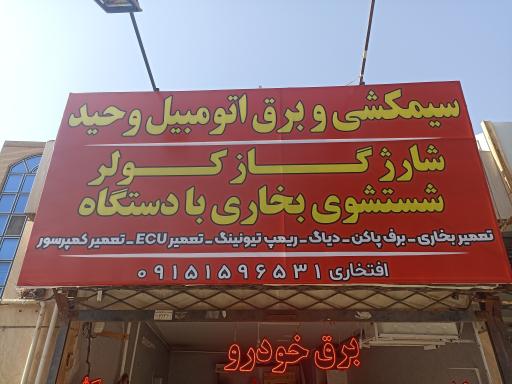 سیمکشی و برق اتومبیل وحید
شارژ گاز کولر
شستشوی بخاری با دستگاه
تعمیر بخاری - برف پاکن - دیاگ - ریمپ تیونینگ - تعمیر ECU - تعمیر کمپرسور
افتخاری ۰۹۱۵۱۵۹۶۵۳۱
برق خودرو